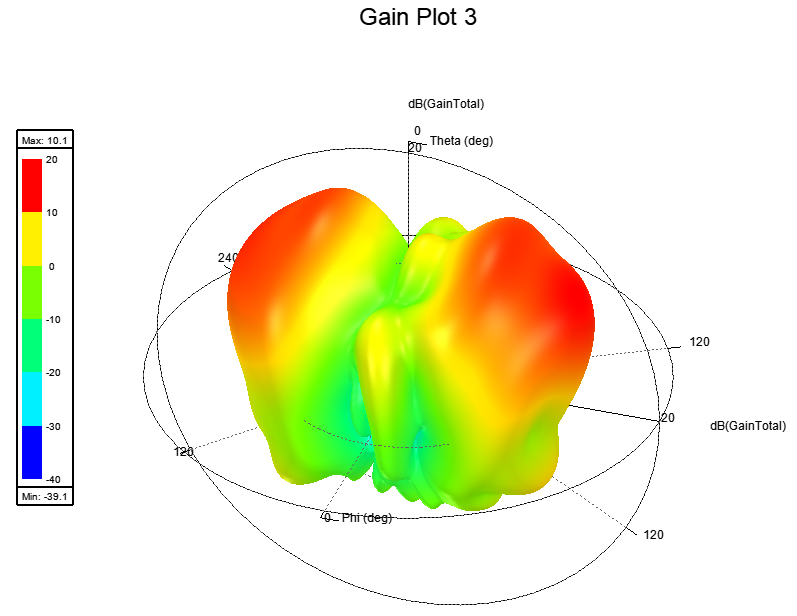 Gain Plot 3
dB(GainTotal)
0
Theta (deg)
20
Max: 10.1
20
10
0
-10
-20
-30
-40
Min: -39.1
240
120
20
dB(GainTotal)
120
0
Phi (deg)
120